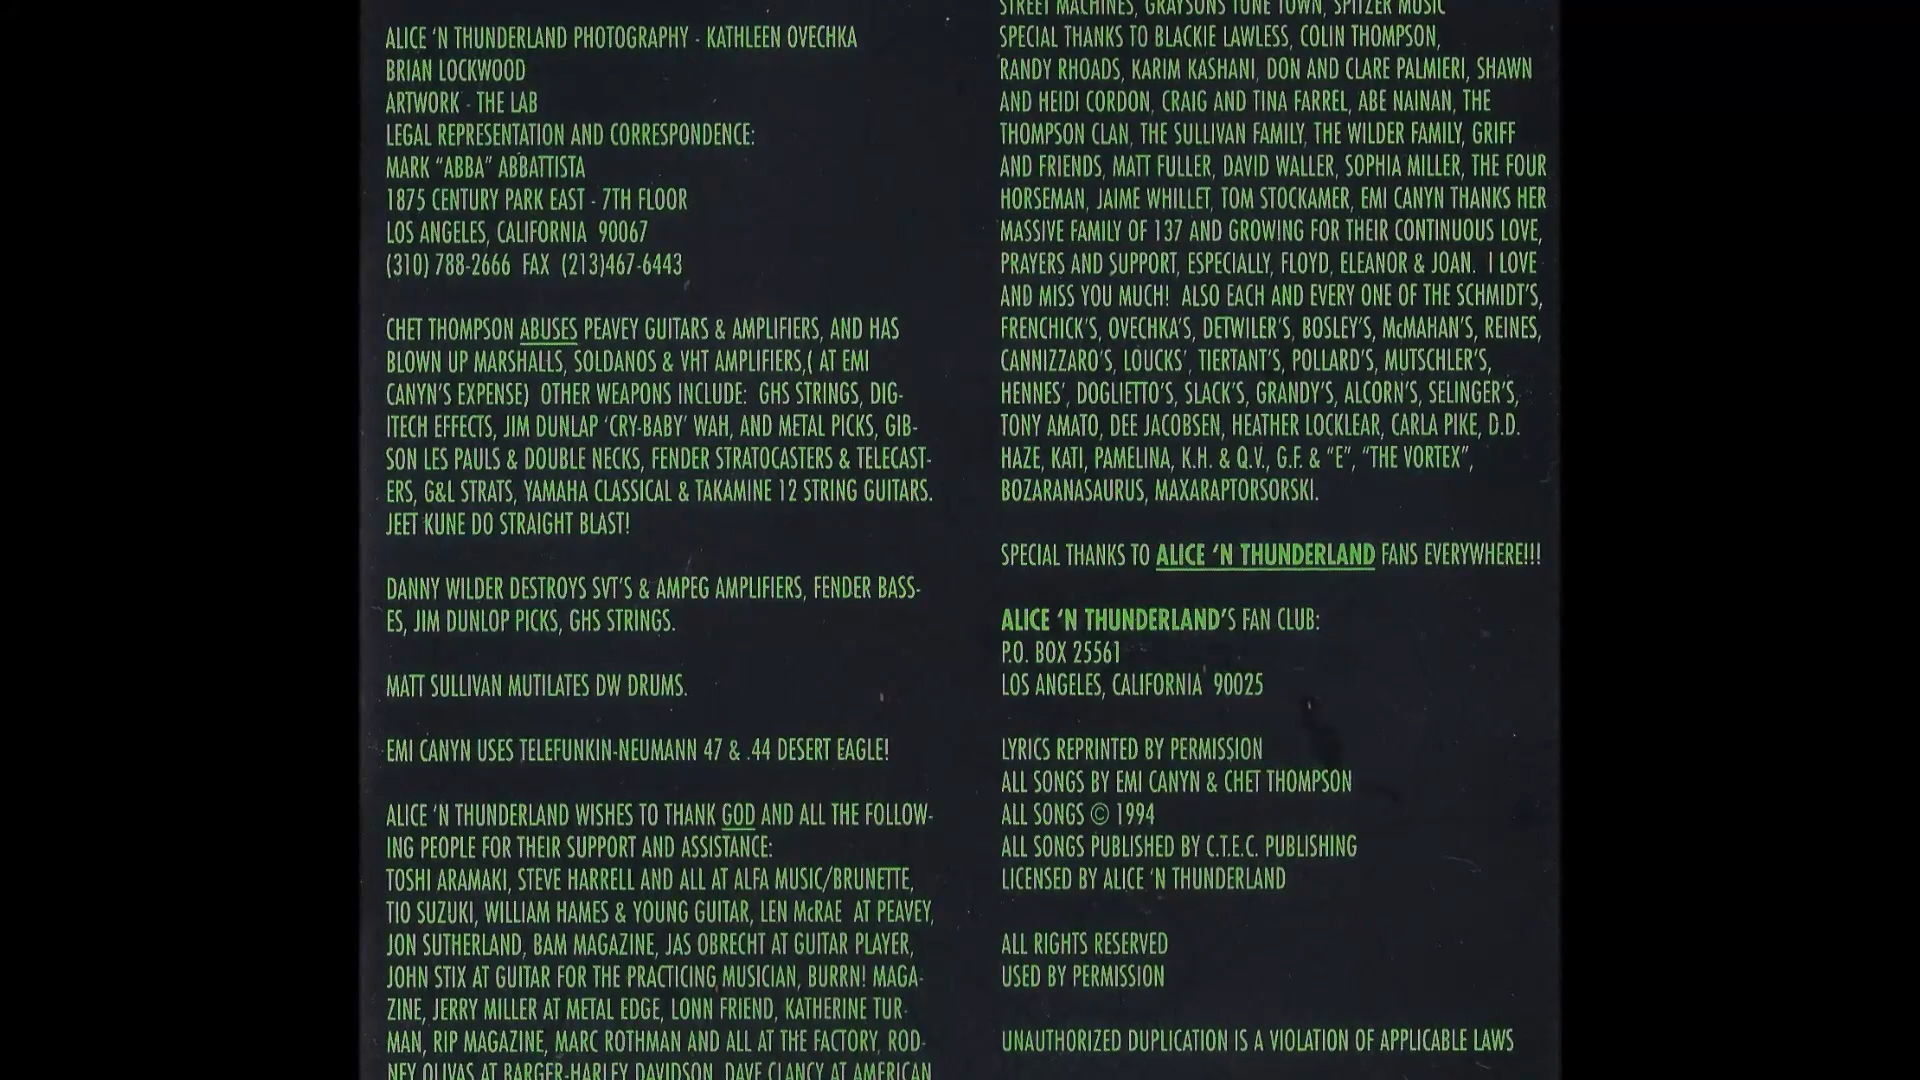 ALICE 'N THUNDERLAND PHOTOGRAPHY - KATHLEEN OVECHKA
BRIAN LOCKWOOD
ARTWORK - THE LAB
LEGAL REPRESENTATION AND CORRESPONDENCE:
MARK "ABBA" ABBATTISTA
1875 CENTURY PARK EAST - 7TH FLOOR
LOS ANGELES, CALIFORNIA 90067
(310) 788-2666 FAX (213)467-6443
CHET THOMPSON ABUSES PEAVEY GUITARS & AMPLIFIERS, AND HAS
BLOWN UP MARSHALLS, SOLDANOS & VHT AMPLIFIERS,( AT EMI
CANYN'S EXPENSE) OTHER WEAPONS INCLUDE: GHS STRINGS, DIG-
ITECH EFFECTS, JIM DUNLAP 'CRY-BABY' WAH, AND METAL PICKS, GIB-
SON LES PAULS & DOUBLE NECKS, FENDER STRATOCASTERS & TELECAST-
ERS, G&L STRATS, YAMAHA CLASSICAL & TAKAMINE 12 STRING GUITARS.
JEET KUNE DO STRAIGHT BLAST!
DANNY WILDER DESTROYS SVT'S & AMPEG AMPLIFIERS, FENDER BASS-
ES, JIM DUNLOP PICKS, GHS STRINGS.
MATT SULLIVAN MUTILATES DW DRUMS.
EMI CANYN USES TELEFUNKIN-NEUMANN 47 & .44 DESERT EAGLE!
ALICE 'N THUNDERLAND WISHES TO THANK GOD AND ALL THE FOLLOW-
ING PEOPLE FOR THEIR SUPPORT AND ASSISTANCE:
TOSHI ARAMAKI, STEVE HARRELL AND ALL AT ALFA MUSIC/BRUNETTE,
TIO SUZUKI, WILLIAM HAMES & YOUNG GUITAR, LEN McRAE AT PEAVEY,
JON SUTHERLAND, BAM MAGAZINE, JAS OBRECHT AT GUITAR PLAYER,
JOHN STIX AT GUITAR FOR THE PRACTICING MUSICIAN, BURRN! MAGA-
ZINE, JERRY MILLER AT METAL EDGE, LONN FRIEND, KATHERINE TUR-
MAN, RIP MAGAZINE, MARC ROTHMAN AND ALL AT THE FACTORY, ROD-
NEY OLIVAS AT BARGER-HARLEY DAVIDSON, DAVE CLANCY AT AMERICAN
STREET MACHINES, GRAYSONS TUNE TOWN, SPITZER MUSIC
SPECIAL THANKS TO BLACKIE LAWLESS, COLIN THOMPSON,
RANDY RHOADS, KARIM KASHANI, DON AND CLARE PALMIERI, SHAWN
AND HEIDI CORDON, CRAIG AND TINA FARREL, ABE NAINAN, THE
THOMPSON CLAN, THE SULLIVAN FAMILY, THE WILDER FAMILY, GRIFF
AND FRIENDS, MATT FULLER, DAVID WALLER, SOPHIA MILLER, THE FOUR
HORSEMAN, JAIME WHILLET, TOM STOCKAMER, EMI CANYN THANKS HER
MASSIVE FAMILY OF 137 AND GROWING FOR THEIR CONTINUOUS LOVE,
PRAYERS AND SUPPORT, ESPECIALLY, FLOYD, ELEANOR & JOAN. I LOVE
AND MISS YOU MUCH! ALSO EACH AND EVERY ONE OF THE SCHMIDT'S,
FRENCHICK'S, OVECHKA'S, DETWILER'S, BOSLEY'S, McMAHAN'S, REINES,
CANNIZZARO'S, LOUCKS' TIERTANT'S, POLLARD'S, MUTSCHLER'S,
HENNES', DOGLIETTO'S, SLACK'S, GRANDY'S, ALCORN'S, SELINGER'S,
TONY AMATO, DEE JACOBSEN, HEATHER LOCKLEAR, CARLA PIKE, D.D.
HAZE, KATI, PAMELINA, K.H. & Q.V., G.F. & "E", "THE VORTEX",
BOZARANASAURUS, MAXARAPTORSORSKI.
SPECIAL THANKS TO ALICE 'N THUNDERLAND FANS EVERYWHERE!!!
ALICE 'N THUNDERLAND'S FAN CLUB:
P.O. BOX 25561
LOS ANGELES, CALIFORNIA 90025
LYRICS REPRINTED BY PERMISSION
ALL SONGS BY EMI CANYN & CHET THOMPSON
ALL SONGS © 1994
ALL SONGS PUBLISHED BY C.T.E.C. PUBLISHING
LICENSED BY ALICE 'N THUNDERLAND
ALL RIGHTS RESERVED
USED BY PERMISSION
UNAUTHORIZED DUPLICATION IS A VIOLATION OF APPLICABLE LAWS